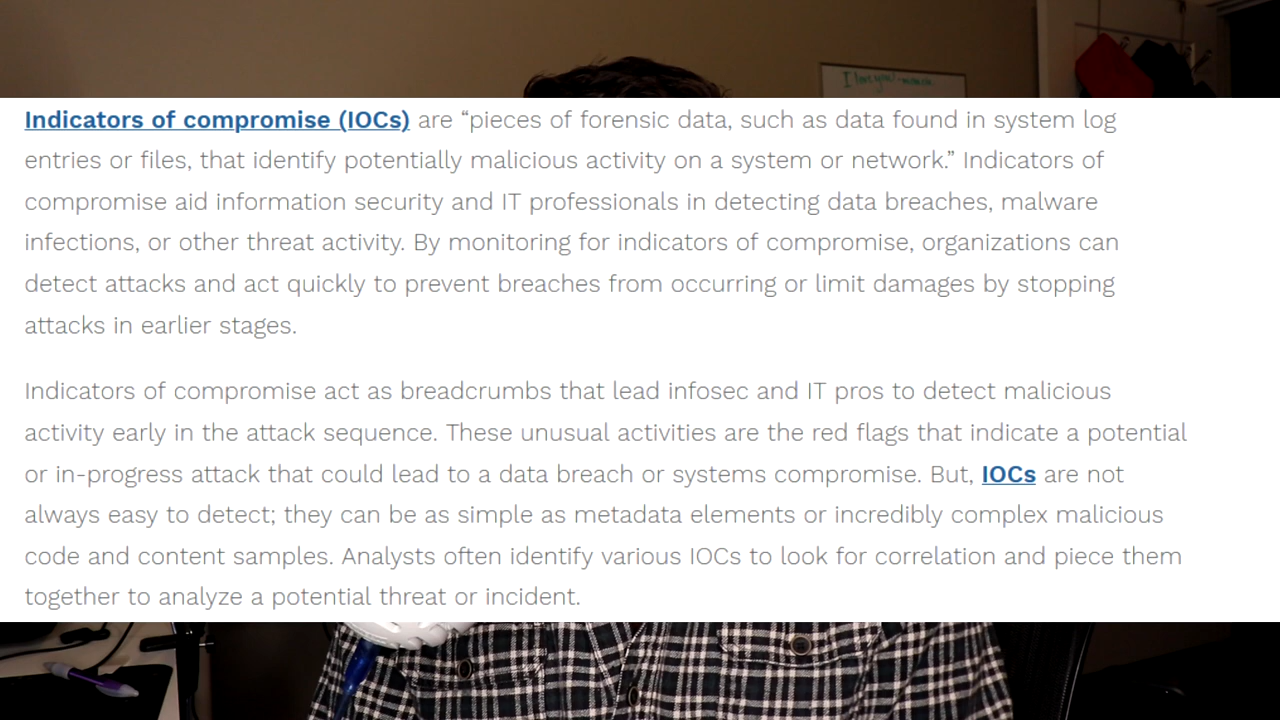 I love you
Indicators of compromise (IOCs) are “pieces of forensic data, such as data found in system log
entries or files, that identify potentially malicious activity on a system or network.” Indicators of
compromise aid information security and IT professionals in detecting data breaches, malware
infections, or other threat activity. By monitoring for indicators of compromise, organizations can
detect attacks and act quickly to prevent breaches from occurring or limit damages by stopping
attacks in earlier stages.
Indicators of compromise act as breadcrumbs that lead infosec and IT pros to detect malicious
activity early in the attack sequence. These unusual activities are the red flags that indicate a potential
or in-progress attack that could lead to a data breach or systems compromise. But, IOCs are not
always easy to detect; they can be as simple as metadata elements or incredibly complex malicious
code and content samples. Analysts often identify various IOCs to look for correlation and piece them
together to analyze a potential threat or incident.